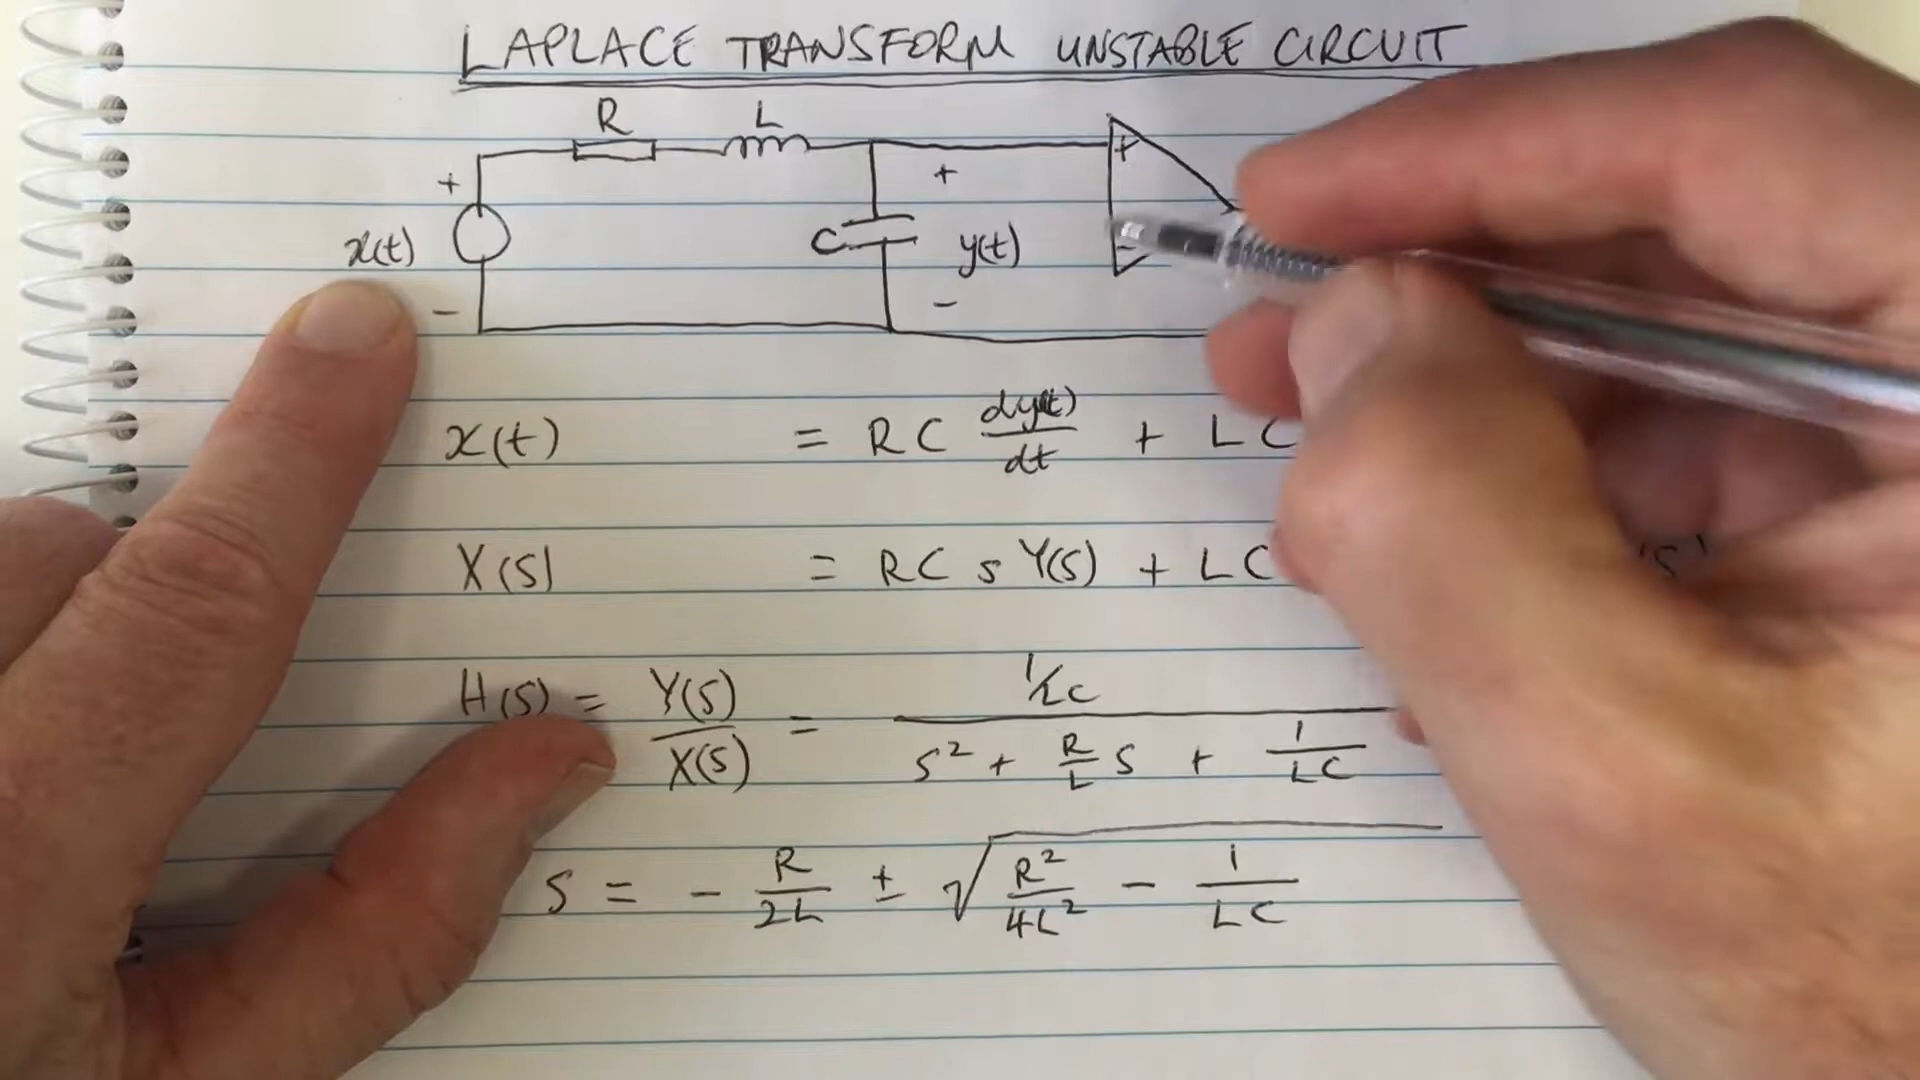 LAPLACE TRANSFORM UNSTABLE CIRCUIT
R L
+ + +
x(t) C y(t) -
- -
x(t) = RC dy(t)/dt + LC
X(s) = RC s Y(s) + LC (s)
H(s) = Y(s)/X(s) = 1/LC / s² + R/L s + 1/LC
s = - R/2L ± √ R²/4L² - 1/LC